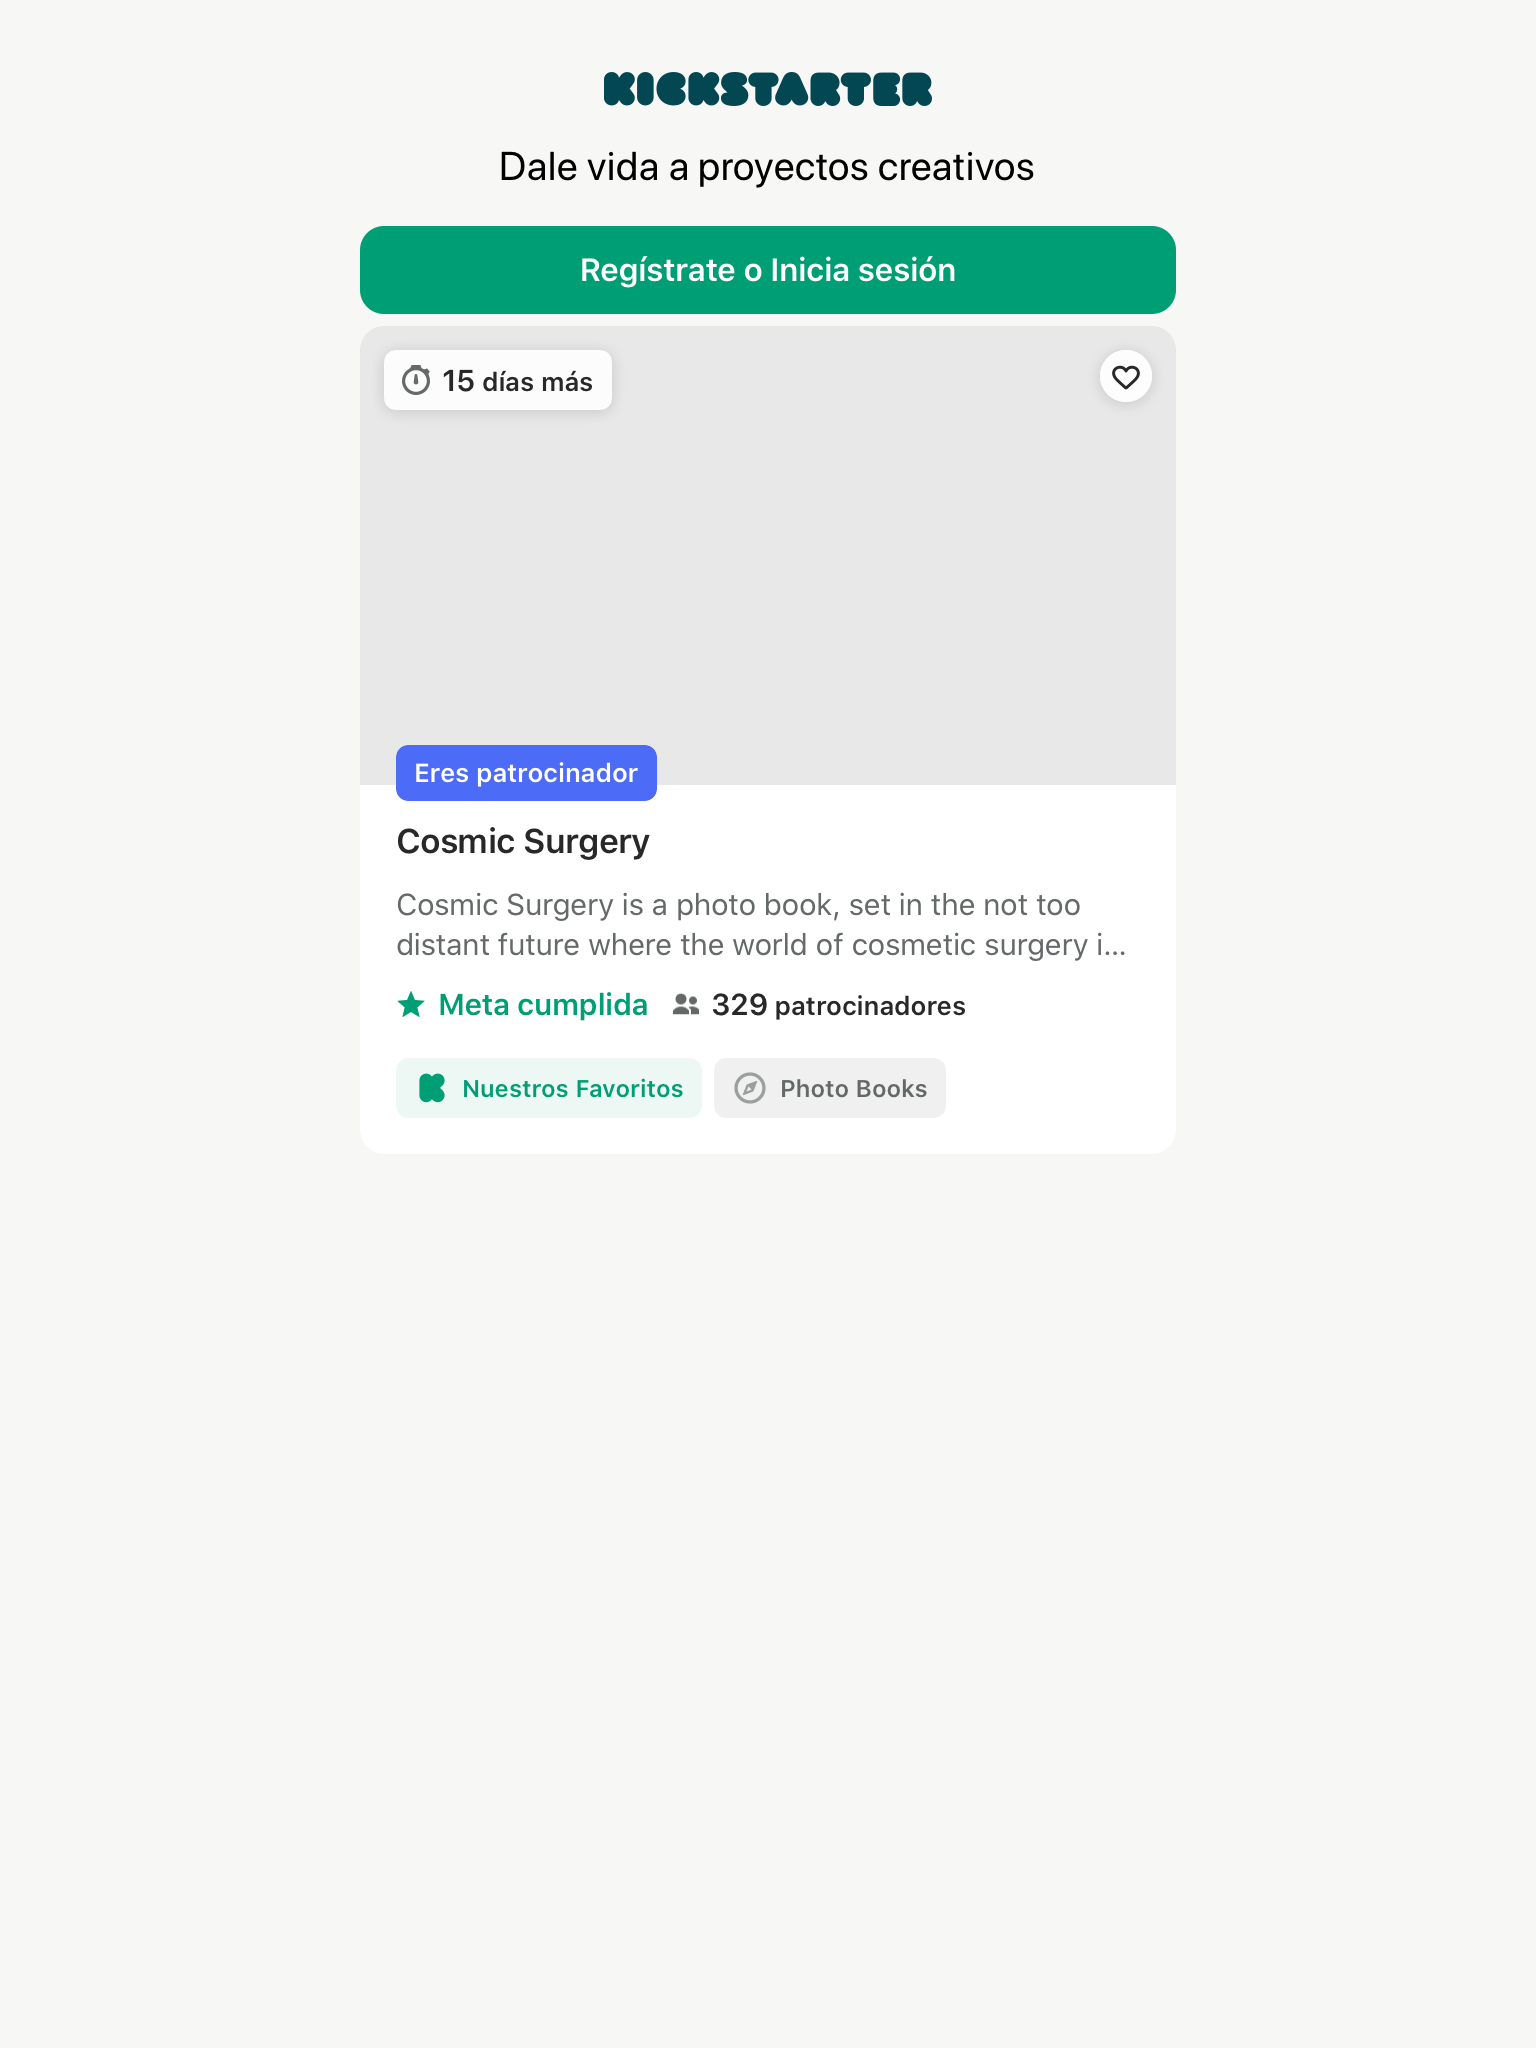 KICKSTARTER
Dale vida a proyectos creativos
Regístrate o Inicia sesión
15 días más
Eres patrocinador
Cosmic Surgery
Cosmic Surgery is a photo book, set in the not too
distant future where the world of cosmetic surgery i...
Meta cumplida 329 patrocinadores
Nuestros Favoritos Photo Books